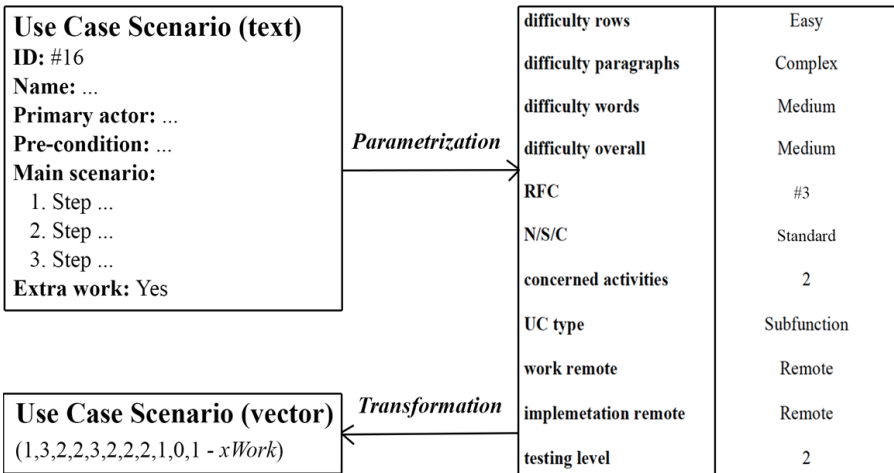 Use Case Scenario (text)
ID: #16
Name: ...
Primary actor: ...
Pre-condition: ...
Main scenario:
1. Step ...
2. Step ...
3. Step ...
Extra work: Yes
Parametrization
difficulty rows Easy
difficulty paragraphs Complex
difficulty words Medium
difficulty overall Medium
RFC #3
N/S/C Standard
concerned activities 2
UC type Subfunction
work remote Remote
implemetation remote Remote
testing level 2
Transformation
Use Case Scenario (vector)
(1,3,2,2,3,2,2,2,1,0,1 - xWork)